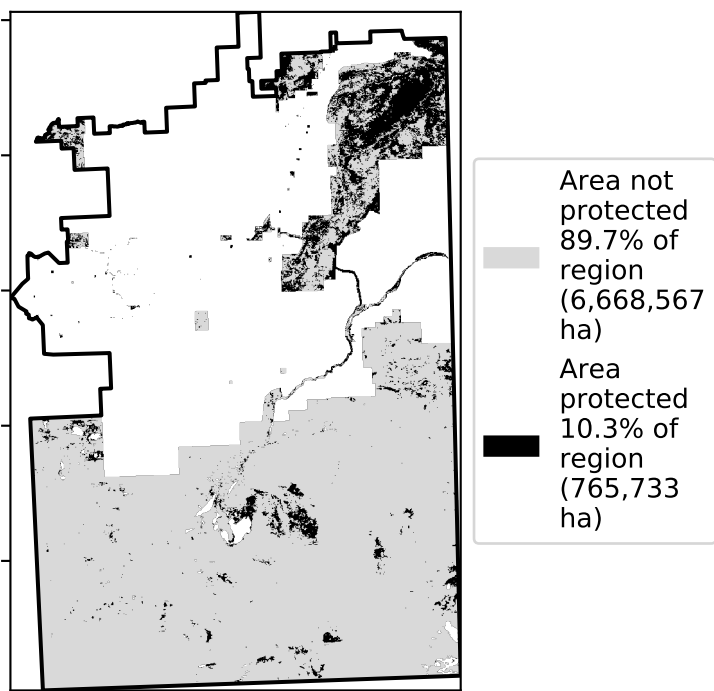 Area not
protected
89.7% of
region
(6,668,567
ha)
Area
protected
10.3% of
region
(765,733
ha)